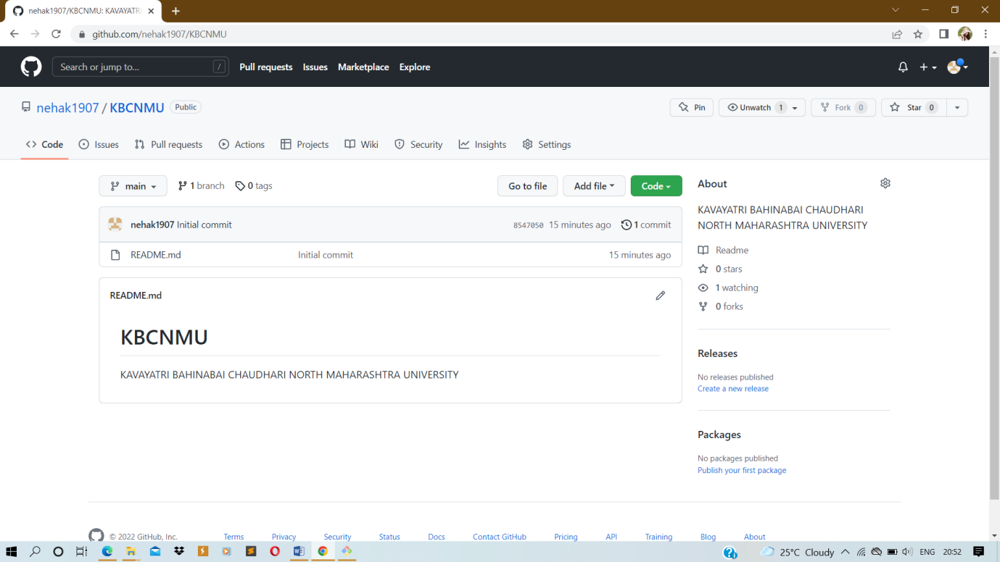 nehak1907/KBCNMU: KAVAYATRI
github.com/nehak1907/KBCNMU
Search or jump to... /
Pull requests Issues Marketplace Explore
nehak1907 / KBCNMU Public
Pin Unwatch 1 Fork 0 Star 0
Code Issues Pull requests Actions Projects Wiki Security Insights Settings
main 1 branch 0 tags Go to file Add file Code
nehak1907 Initial commit 8547050 15 minutes ago 1 commit
README.md Initial commit 15 minutes ago
README.md
KBCNMU
KAVAYATRI BAHINABAI CHAUDHARI NORTH MAHARASHTRA UNIVERSITY
About
KAVAYATRI BAHINABAI CHAUDHARI
NORTH MAHARASHTRA UNIVERSITY
Readme
0 stars
1 watching
0 forks
Releases
No releases published
Create a new release
Packages
No packages published
Publish your first package
© 2022 GitHub, Inc. Terms Privacy Security Status Docs Contact GitHub Pricing API Training Blog About
25°C Cloudy ENG 20:52